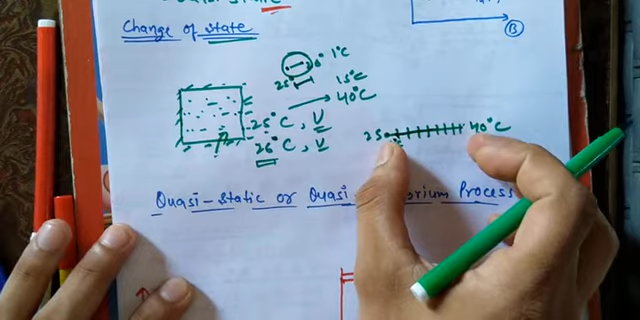 Change of state
B
1°C
25°
15°C
40°C
25°C, V
26°C, V
25
40°C
Quasi-static or Quasi Process